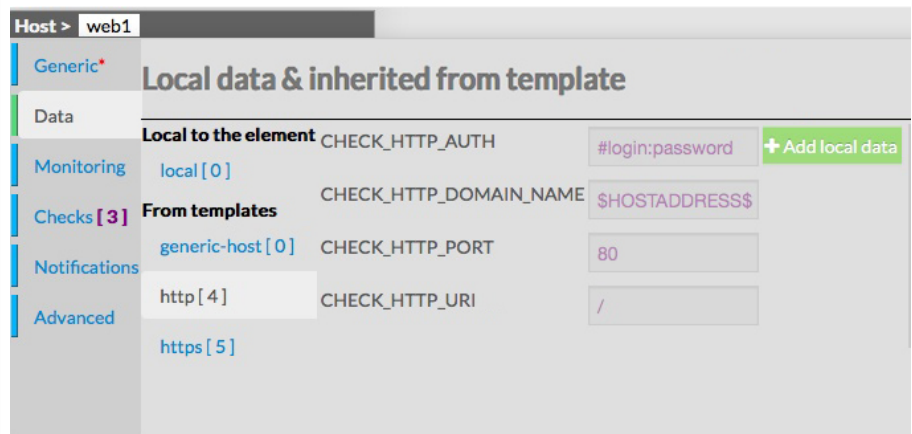 Host > web1
Generic*
Data
Monitoring
Checks [ 3 ]
Notifications
Advanced
Local data & inherited from template
Local to the element
local [ 0 ]
From templates
generic-host [ 0 ]
http [ 4 ]
https [ 5 ]
CHECK_HTTP_AUTH #login:password + Add local data
CHECK_HTTP_DOMAIN_NAME $HOSTADDRESS$
CHECK_HTTP_PORT 80
CHECK_HTTP_URI /